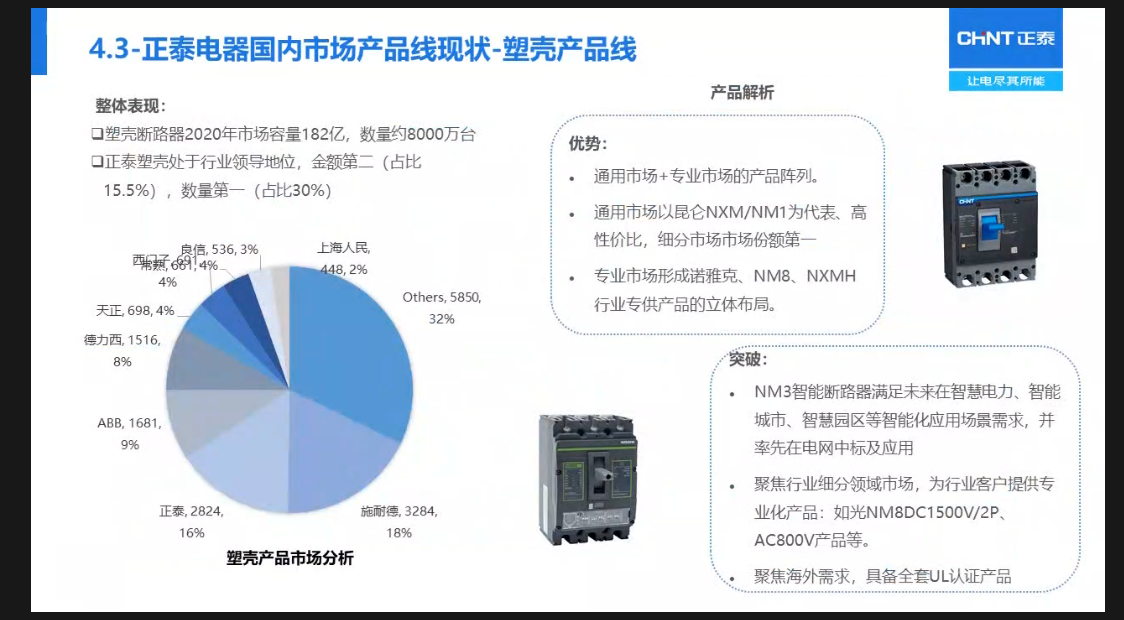 4.3-正泰电器国内市场产品线现状-塑壳产品线
CHNT 正泰
让电尽其所能
整体表现：
❑塑壳断路器2020年市场容量182亿，数量约8000万台
❑正泰塑壳处于行业领导地位，金额第二（占比
15.5%），数量第一（占比30%）
良信, 536, 3%
上海人民,
448, 2%
西门子, 691,
4%
常熟, 661, 4%
Others, 5850,
32%
天正, 698, 4%
德力西, 1516,
8%
ABB, 1681,
9%
正泰, 2824,
16%
施耐德, 3284,
18%
塑壳产品市场分析
产品解析
优势：
• 通用市场+专业市场的产品阵列。
• 通用市场以昆仑NXM/NM1为代表、高
性价比，细分市场市场份额第一
• 专业市场形成诺雅克、NM8、NXMH
行业专供产品的立体布局。
CHNT
突破：
• NM3智能断路器满足未来在智慧电力、智能
城市、智慧园区等智能化应用场景需求，并
率先在电网中标及应用
• 聚焦行业细分领域市场，为行业客户提供专
业化产品：如光NM8DC1500V/2P、
AC800V产品等。
• 聚焦海外需求，具备全套UL认证产品